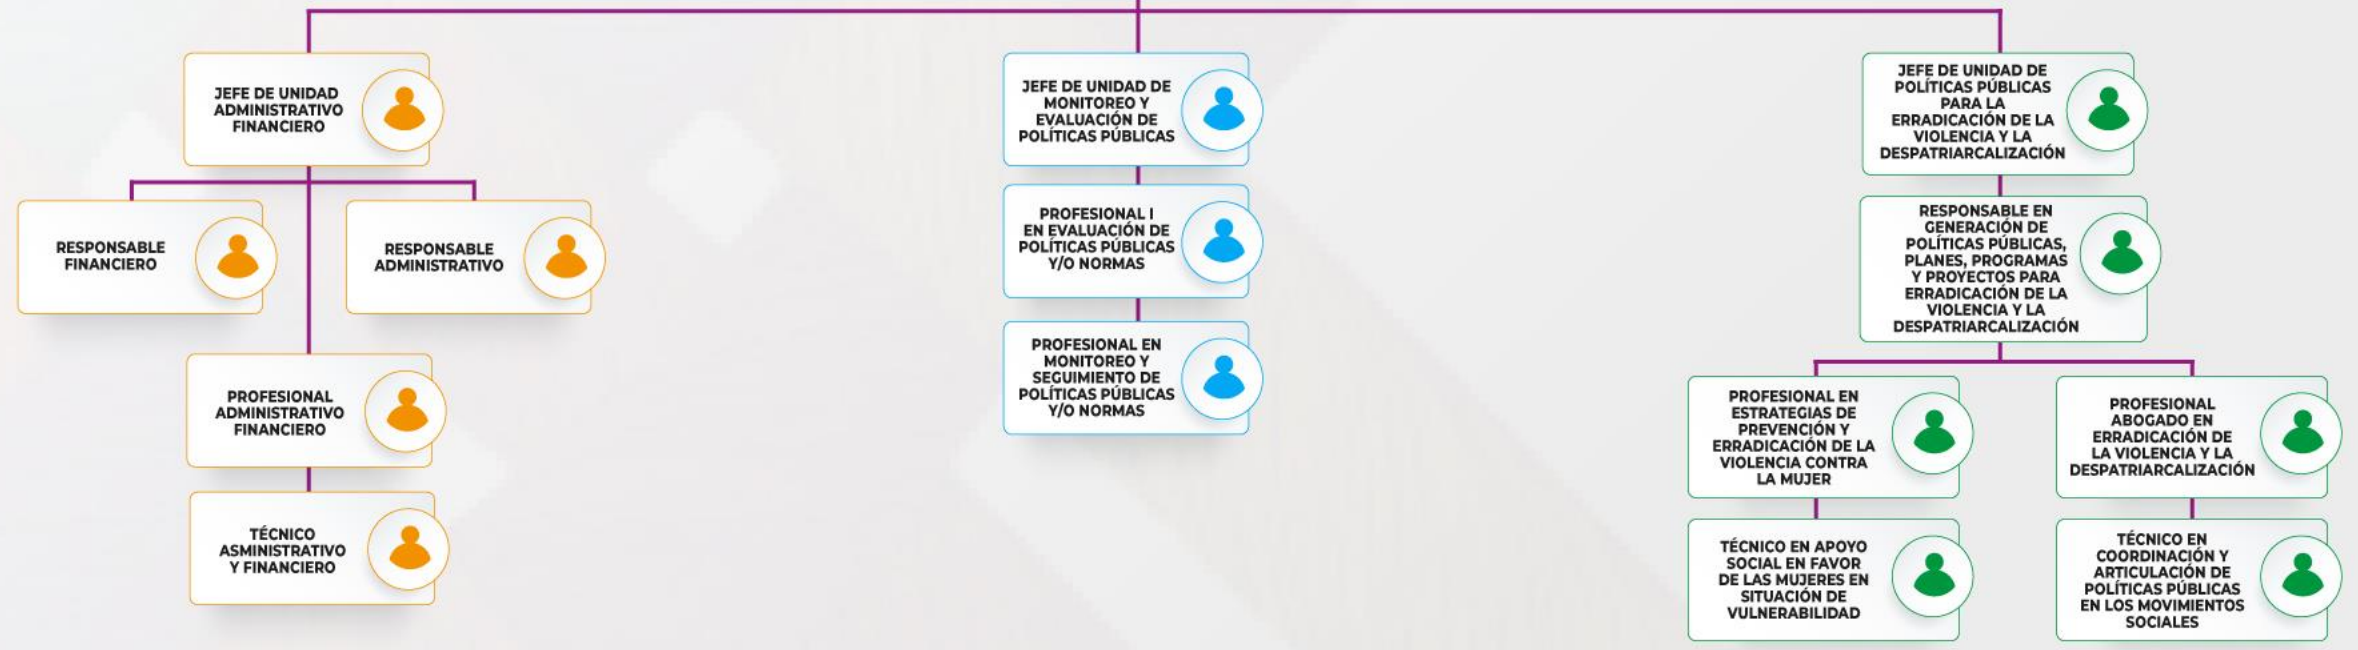 JEFE DE UNIDAD
ADMINISTRATIVO
FINANCIERO
RESPONSABLE
FINANCIERO
RESPONSABLE
ADMINISTRATIVO
PROFESIONAL
ADMINISTRATIVO
FINANCIERO
TÉCNICO
ASMINISTRATIVO
Y FINANCIERO
JEFE DE UNIDAD DE
MONITOREO Y
EVALUACIÓN DE
POLÍTICAS PÚBLICAS
PROFESIONAL I
EN EVALUACIÓN DE
POLÍTICAS PÚBLICAS
Y/O NORMAS
PROFESIONAL EN
MONITOREO Y
SEGUIMIENTO DE
POLÍTICAS PÚBLICAS
Y/O NORMAS
JEFE DE UNIDAD DE
POLÍTICAS PÚBLICAS
PARA LA
ERRADICACIÓN DE LA
VIOLENCIA Y LA
DESPATRIARCALIZACIÓN
RESPONSABLE EN
GENERACIÓN DE
POLÍTICAS PÚBLICAS,
PLANES, PROGRAMAS
Y PROYECTOS PARA
ERRADICACIÓN DE LA
VIOLENCIA Y LA
DESPATRIARCALIZACIÓN
PROFESIONAL EN
ESTRATEGIAS DE
PREVENCIÓN Y
ERRADICACIÓN DE LA
VIOLENCIA CONTRA
LA MUJER
TÉCNICO EN APOYO
SOCIAL EN FAVOR
DE LAS MUJERES EN
SITUACIÓN DE
VULNERABILIDAD
PROFESIONAL
ABOGADO EN
ERRADICACIÓN DE
LA VIOLENCIA Y LA
DESPATRIARCALIZACIÓN
TÉCNICO EN
COORDINACIÓN Y
ARTICULACIÓN DE
POLÍTICAS PÚBLICAS
EN LOS MOVIMIENTOS
SOCIALES